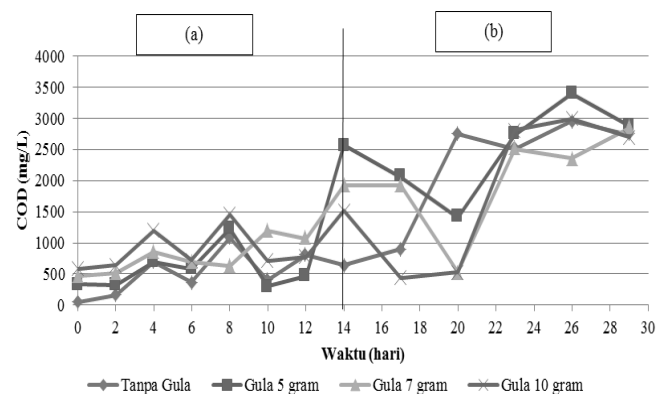 (a) (b)
4000
3500
3000
2500
2000
1500
1000
500
0
COD (mg/L)
0 2 4 6 8 10 12 14 16 18 20 22 24 26 28 30
Waktu (hari)
Tanpa Gula Gula 5 gram Gula 7 gram Gula 10 gram